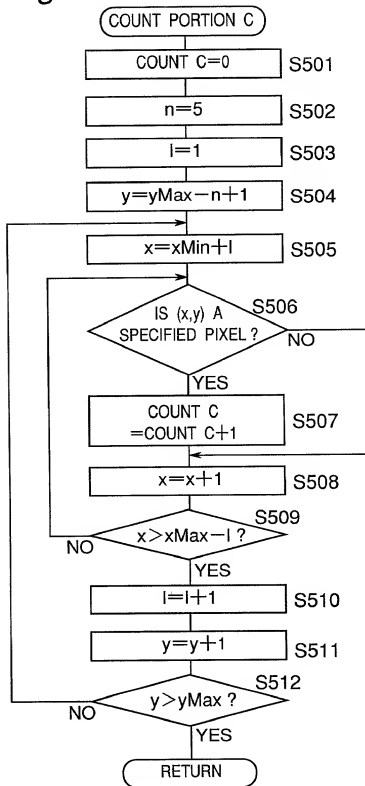 COUNT PORTION C
COUNT C=0
S501
n=5
S502
l=1
S503
y=yMax-n+1
S504
x=xMin+l
S505
S506
IS (x,y) A
SPECIFIED PIXEL?
NO
YES
COUNT C
=COUNT C+1
S507
x=x+1
S508
S509
x>xMax-l?
NO
YES
l=l+1
S510
y=y+1
S511
S512
y>yMax?
NO
YES
RETURN